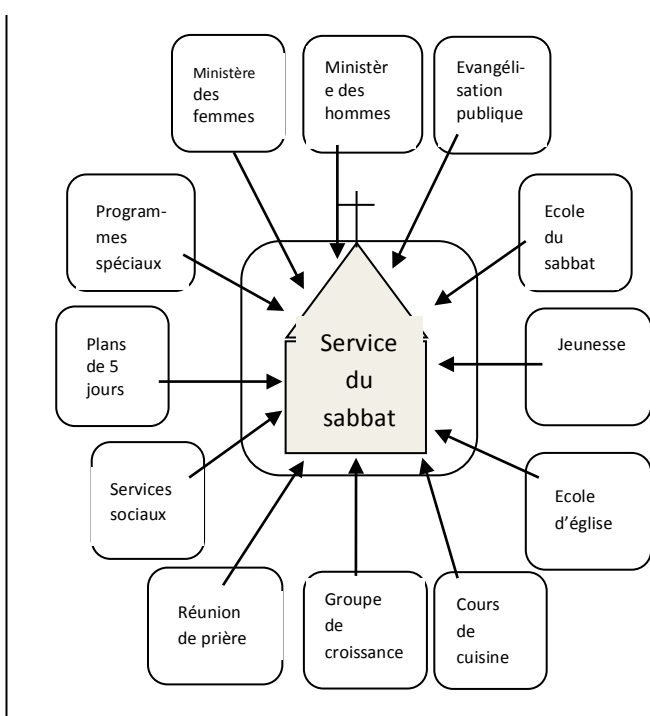 Ministère
des
femmes
Ministèr
e des
hommes
Evangéli-
sation
publique
Program-
mes
spéciaux
Ecole
du
sabbat
Plans
de 5
jours
Service
du
sabbat
Jeunesse
Services
sociaux
Ecole
d'église
Réunion
de prière
Groupe
de
croissance
Cours
de
cuisine